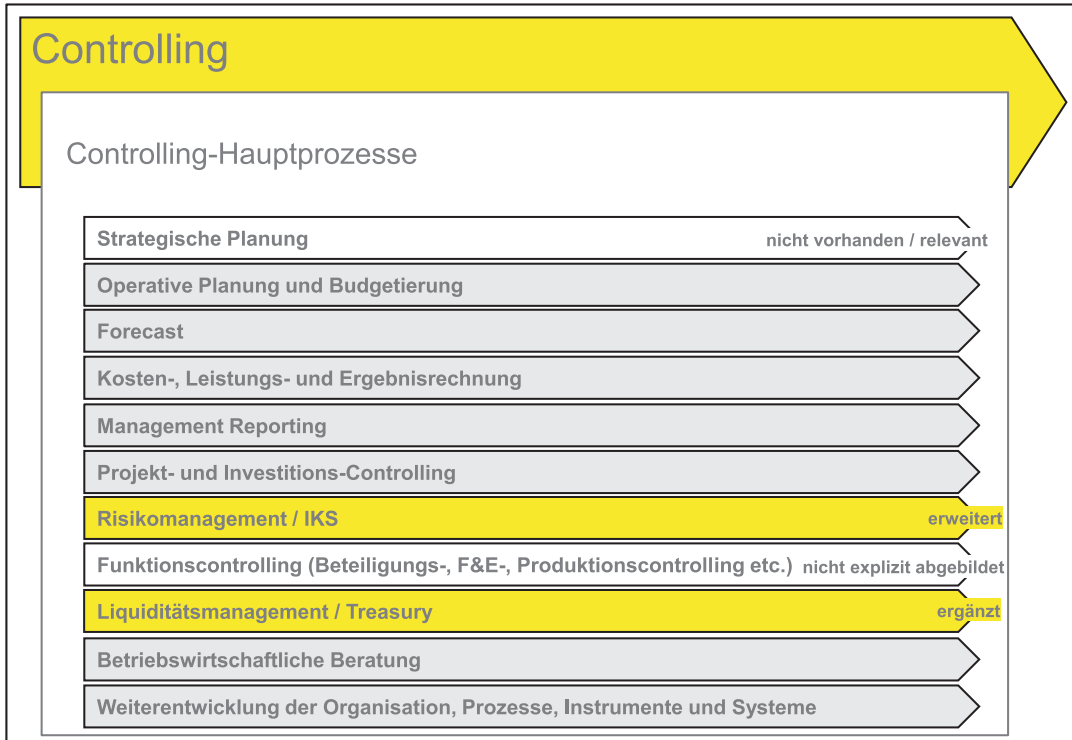 Controlling
Controlling-Hauptprozesse
Strategische Planung nicht vorhanden / relevant
Operative Planung und Budgetierung
Forecast
Kosten-, Leistungs- und Ergebnisrechnung
Management Reporting
Projekt- und Investitions-Controlling
Risikomanagement / IKS erweitert
Funktionscontrolling (Beteiligungs-, F&E-, Produktionscontrolling etc.) nicht explizit abgebildet
Liquiditätsmanagement / Treasury ergänzt
Betriebswirtschaftliche Beratung
Weiterentwicklung der Organisation, Prozesse, Instrumente und Systeme